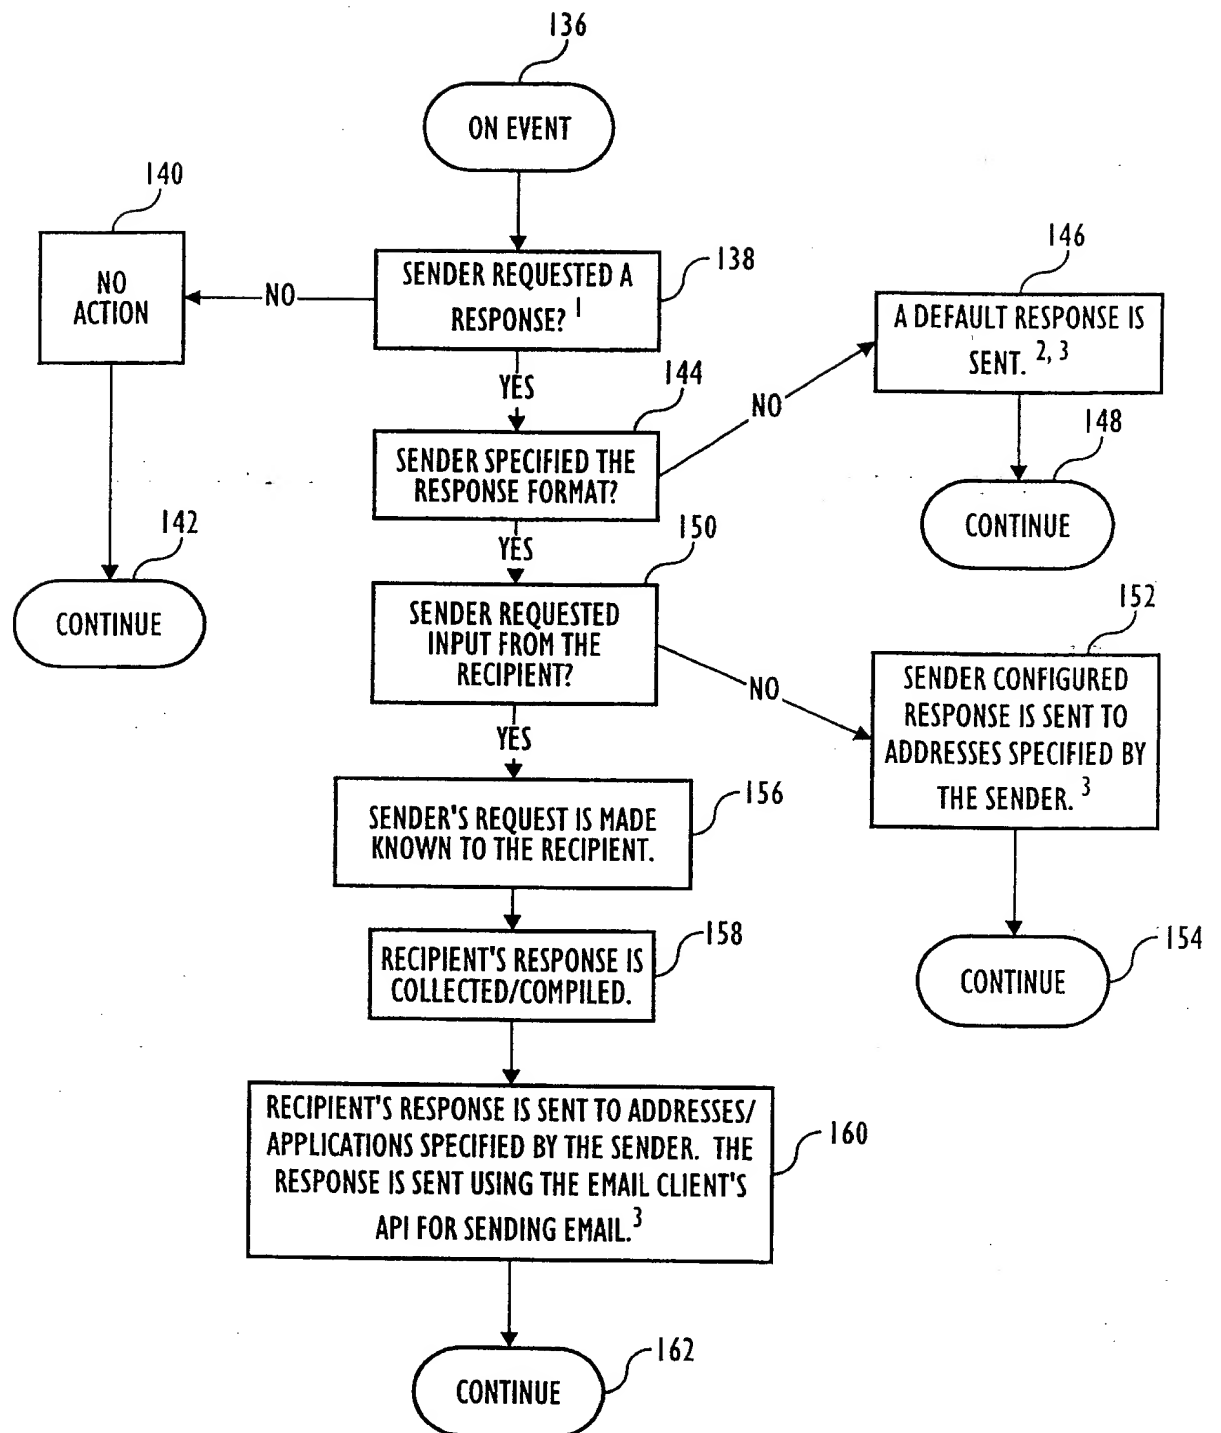 136
ON EVENT
140
NO
ACTION
NO
SENDER REQUESTED A
RESPONSE? 1
138
146
A DEFAULT RESPONSE IS
SENT. 2, 3
YES
144
NO
148
SENDER SPECIFIED THE
RESPONSE FORMAT?
CONTINUE
142
CONTINUE
YES
150
SENDER REQUESTED
INPUT FROM THE
RECIPIENT?
NO
152
SENDER CONFIGURED
RESPONSE IS SENT TO
ADDRESSES SPECIFIED BY
THE SENDER. 3
YES
156
SENDER'S REQUEST IS MADE
KNOWN TO THE RECIPIENT.
158
RECIPIENT'S RESPONSE IS
COLLECTED/COMPILED.
154
CONTINUE
RECIPIENT'S RESPONSE IS SENT TO ADDRESSES/
APPLICATIONS SPECIFIED BY THE SENDER. THE
RESPONSE IS SENT USING THE EMAIL CLIENT'S
API FOR SENDING EMAIL.3
160
162
CONTINUE